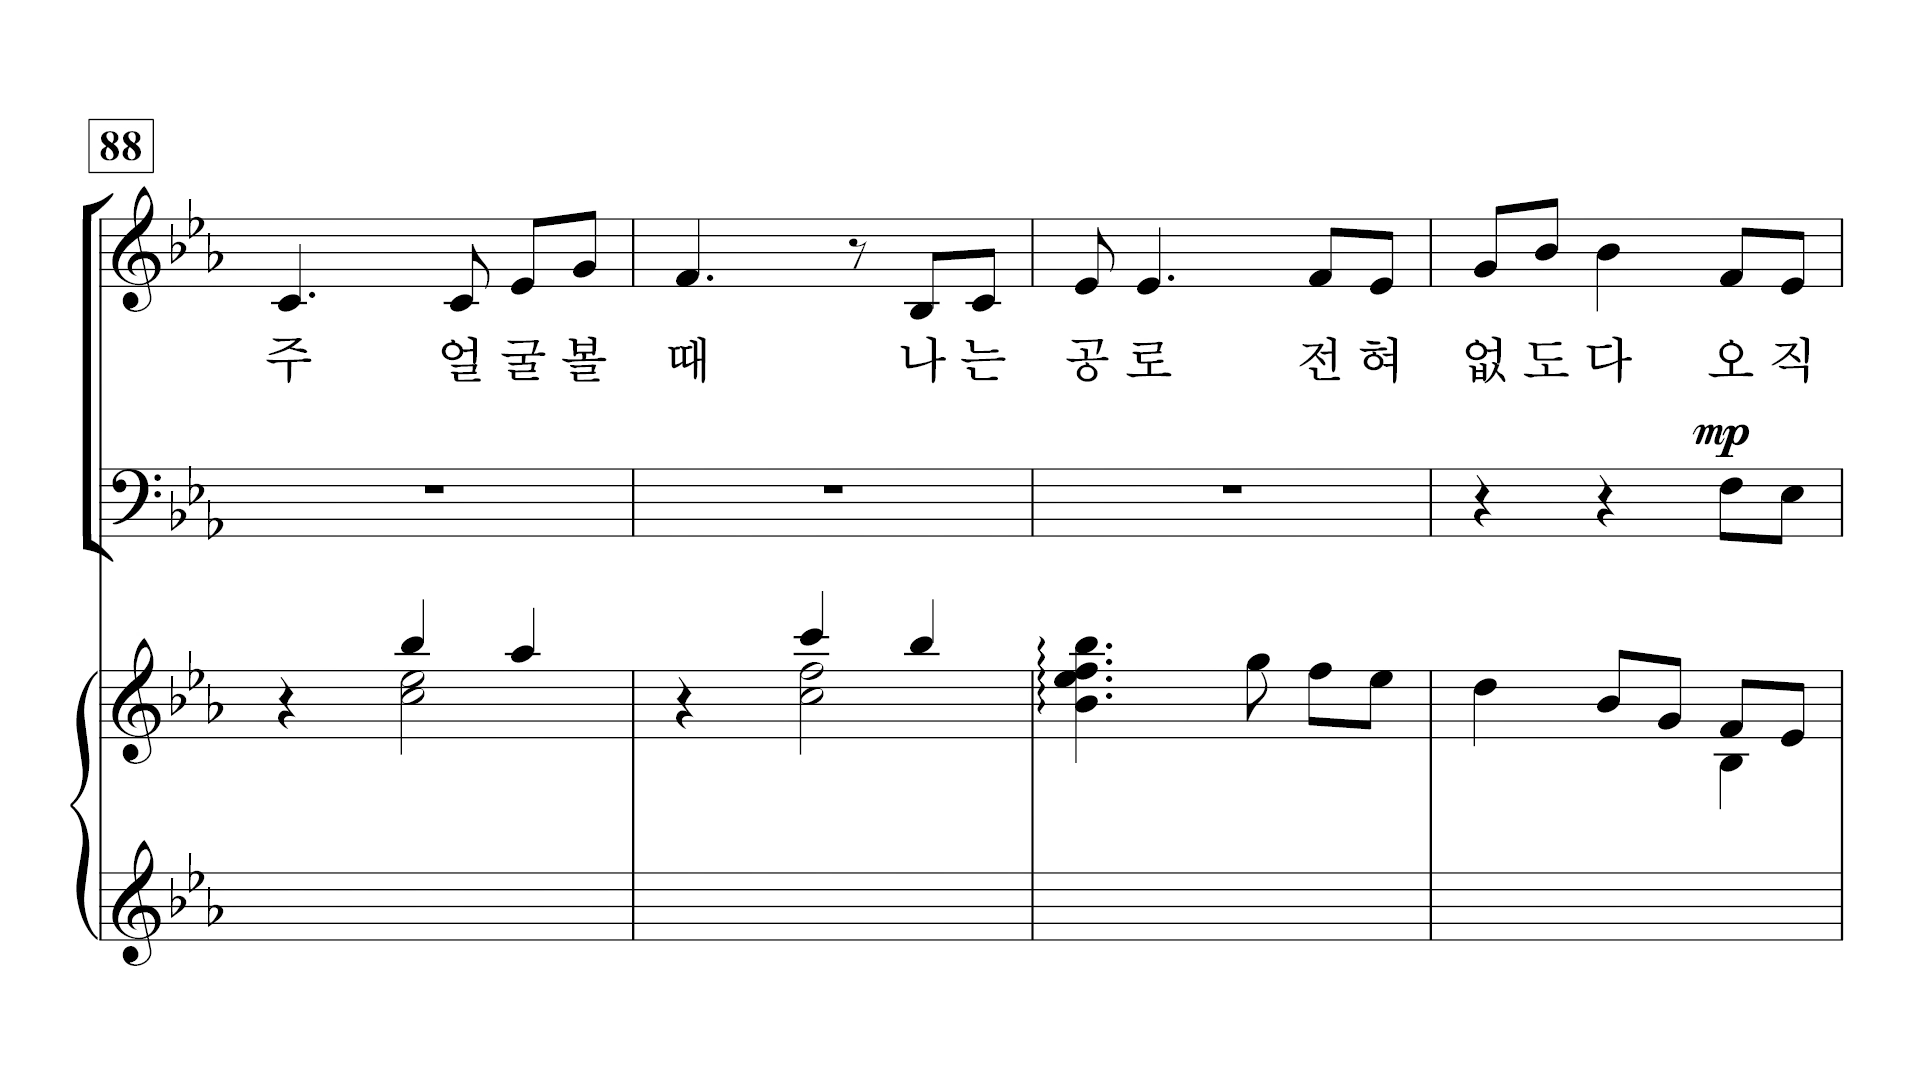 88
주 얼 굴 볼 때 나 는 공 로 전 혀 없 도 다 오 직
mp